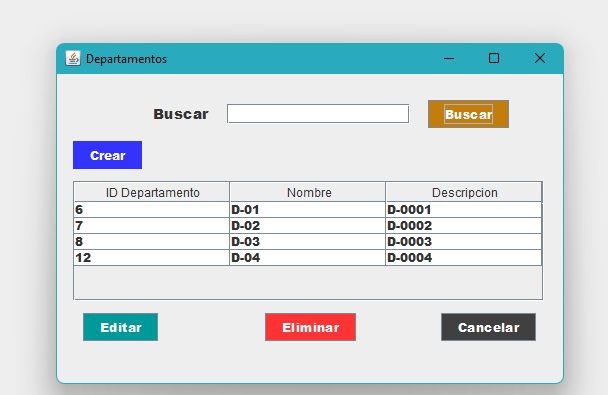 Departamentos
Buscar Buscar
Crear
ID Departamento Nombre Descripcion
6 D-01 D-0001
7 D-02 D-0002
8 D-03 D-0003
12 D-04 D-0004
Editar Eliminar Cancelar